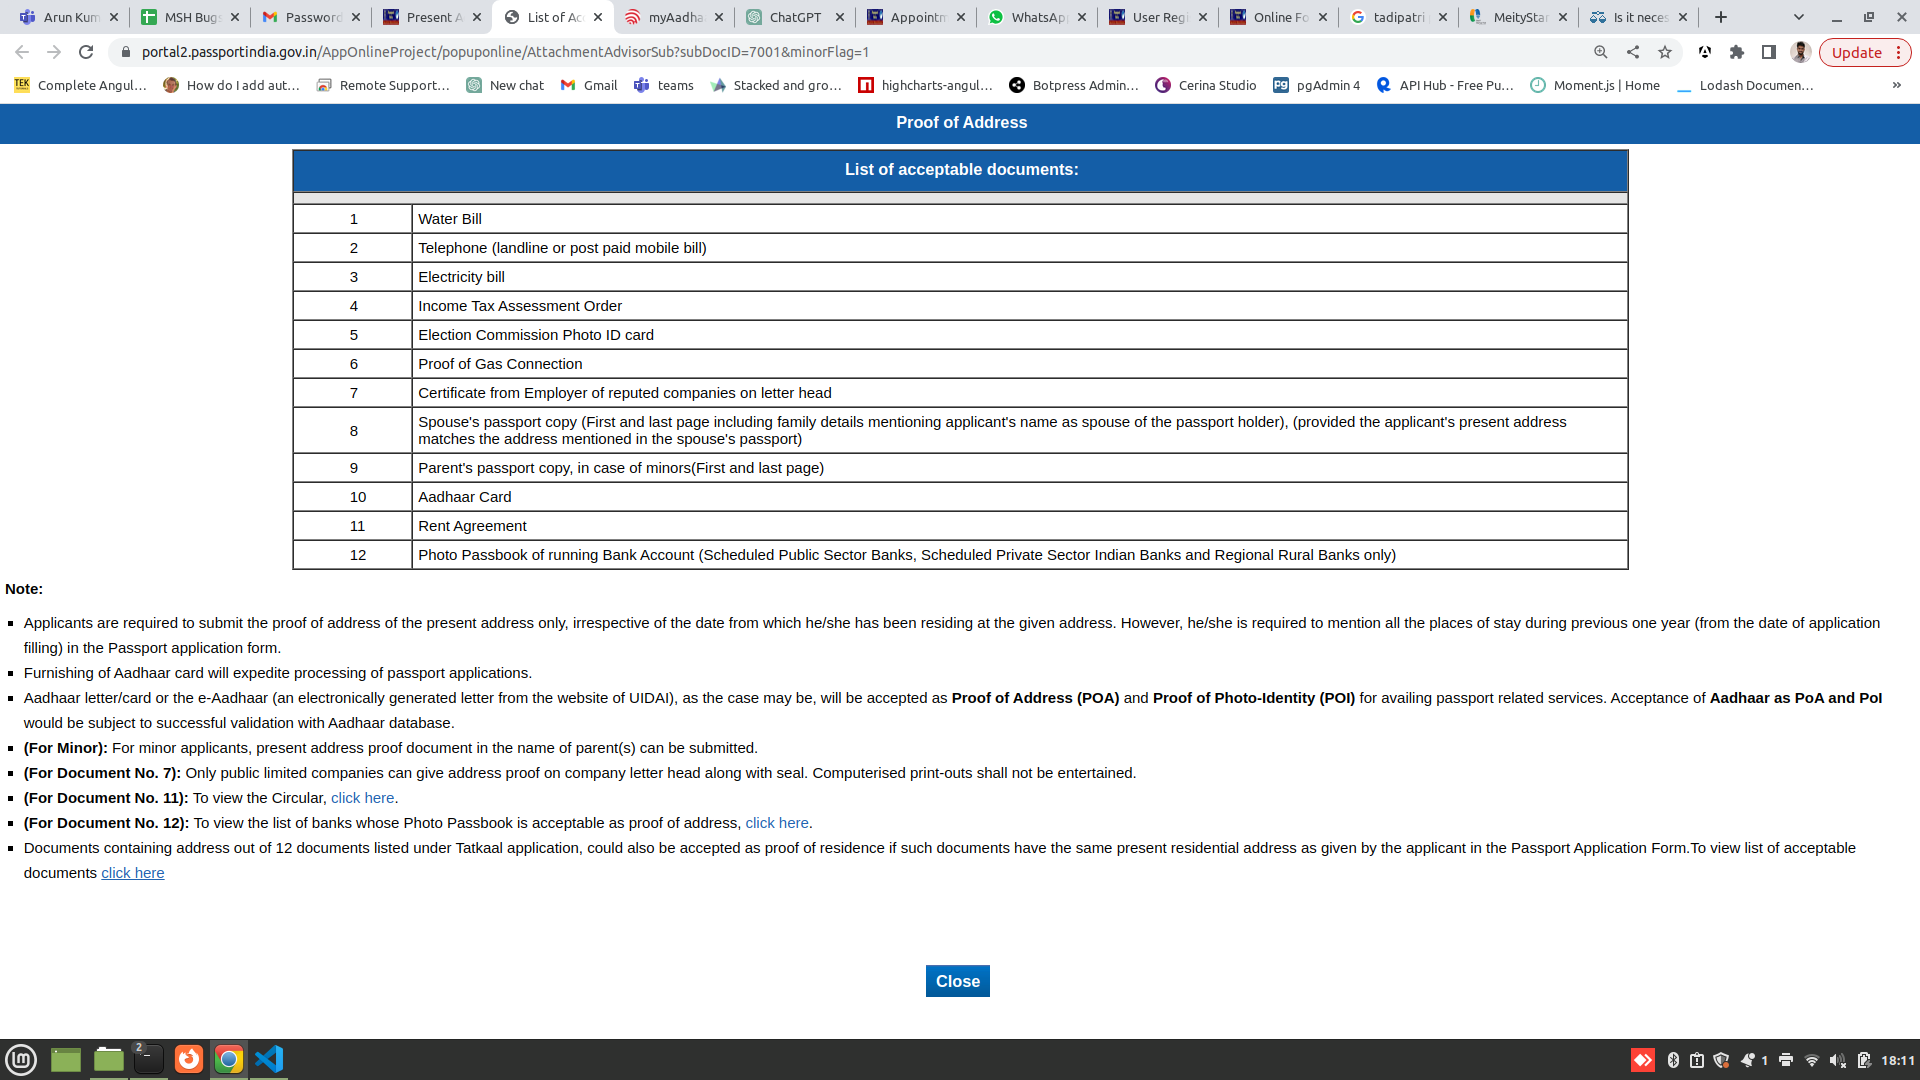 Arun Kum
MSH Bugs
Password
Present A
List of Acc
myAadha
ChatGPT
Appointm
WhatsApp
User Regi
Online Fo
tadipatri
MeityStar
Is it neces
portal2.passportindia.gov.in/AppOnlineProject/popuponline/AttachmentAdvisorSub?subDocID=7001&minorFlag=1
Update
TEK
Complete Angul...
How do I add aut...
Remote Support...
New chat
Gmail
teams
Stacked and gro...
highcharts-angul...
Botpress Admin...
Cerina Studio
pgAdmin 4
API Hub - Free Pu...
Moment.js | Home
Lodash Documen...
»
Proof of Address
List of acceptable documents:
1 Water Bill
2 Telephone (landline or post paid mobile bill)
3 Electricity bill
4 Income Tax Assessment Order
5 Election Commission Photo ID card
6 Proof of Gas Connection
7 Certificate from Employer of reputed companies on letter head
8 Spouse's passport copy (First and last page including family details mentioning applicant's name as spouse of the passport holder), (provided the applicant's present address
matches the address mentioned in the spouse's passport)
9 Parent's passport copy, in case of minors(First and last page)
10 Aadhaar Card
11 Rent Agreement
12 Photo Passbook of running Bank Account (Scheduled Public Sector Banks, Scheduled Private Sector Indian Banks and Regional Rural Banks only)
Note:
Applicants are required to submit the proof of address of the present address only, irrespective of the date from which he/she has been residing at the given address. However, he/she is required to mention all the places of stay during previous one year (from the date of application
filling) in the Passport application form.
Furnishing of Aadhaar card will expedite processing of passport applications.
Aadhaar letter/card or the e-Aadhaar (an electronically generated letter from the website of UIDAI), as the case may be, will be accepted as Proof of Address (POA) and Proof of Photo-Identity (POI) for availing passport related services. Acceptance of Aadhaar as PoA and PoI
would be subject to successful validation with Aadhaar database.
(For Minor): For minor applicants, present address proof document in the name of parent(s) can be submitted.
(For Document No. 7): Only public limited companies can give address proof on company letter head along with seal. Computerised print-outs shall not be entertained.
(For Document No. 11): To view the Circular, click here.
(For Document No. 12): To view the list of banks whose Photo Passbook is acceptable as proof of address, click here.
Documents containing address out of 12 documents listed under Tatkaal application, could also be accepted as proof of residence if such documents have the same present residential address as given by the applicant in the Passport Application Form.To view list of acceptable
documents click here
Close
2
1
18:11